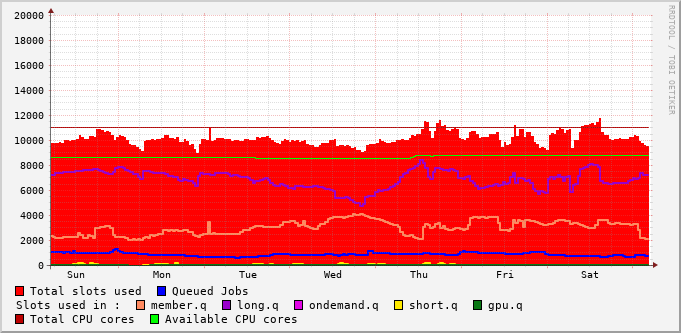 20000
18000
16000
14000
12000
10000
8000
6000
4000
2000
0
Sun Mon Tue Wed Thu Fri Sat
Total slots used Queued Jobs
Slots used in : member.q long.q ondemand.q short.q gpu.q
Total CPU cores Available CPU cores
RRDTOOL / TOBI OETIKER